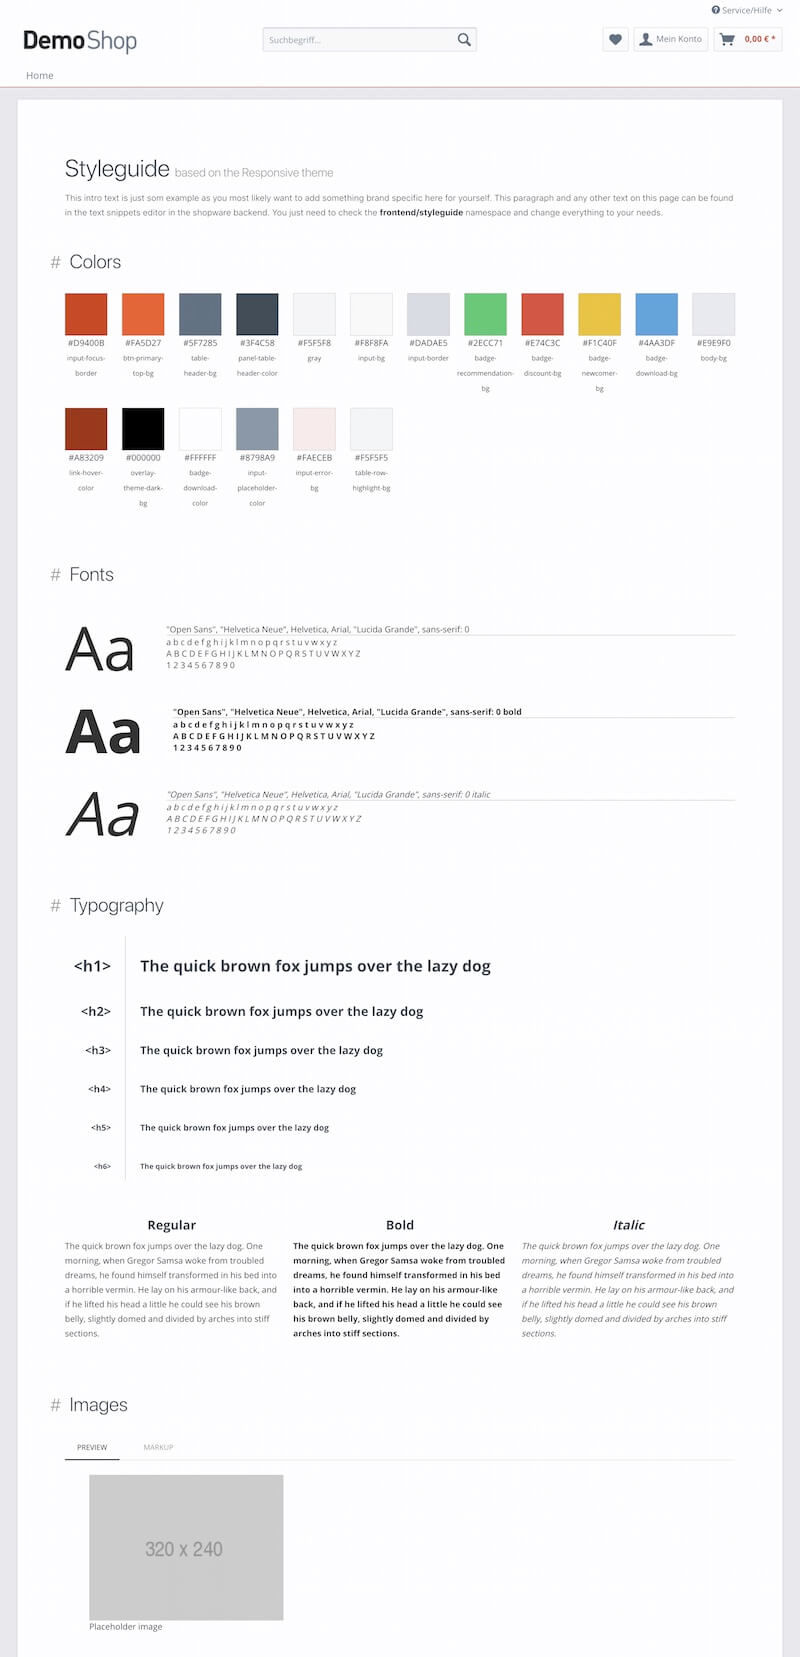 Service/Hilfe
DemoShop
Suchbegriff...
Mein Konto
0,00 € *
Home
Styleguide based on the Responsive theme
This intro text is just som example as you most likely want to add something brand specific here for yourself. This paragraph and any other text on this page can be found
in the text snippets editor in the shopware backend. You just need to check the frontend/styleguide namespace and change everything to your needs.
# Colors
#D9400B #FA5D27 #5F7285 #3F4C58 #F5F5F8 #F8F8FA #DADAE5 #2ECC71 #E74C3C #F1C40F #4AA3DF #E9E9F0
input-focus- btn-primary- table- panel-table- gray input-bg input-border badge- badge- badge- badge- body-bg
border top-bg header-bg header-color recommendation- discount-bg newcomer- download-bg
bg bg
#A83209 #000000 #FFFFFF #8798A9 #FAECEB #F5F5F5
link-hover- overlay- badge- input- input-error- table-row-
color theme-dark- download- placeholder- bg highlight-bg
bg color color
# Fonts
Aa
"Open Sans", "Helvetica Neue", Helvetica, Arial, "Lucida Grande", sans-serif: 0
a b c d e f g h i j k l m n o p q r s t u v w x y z
A B C D E F G H I J K L M N O P Q R S T U V W X Y Z
1 2 3 4 5 6 7 8 9 0
Aa
"Open Sans", "Helvetica Neue", Helvetica, Arial, "Lucida Grande", sans-serif: 0 bold
a b c d e f g h i j k l m n o p q r s t u v w x y z
A B C D E F G H I J K L M N O P Q R S T U V W X Y Z
1 2 3 4 5 6 7 8 9 0
Aa
"Open Sans", "Helvetica Neue", Helvetica, Arial, "Lucida Grande", sans-serif: 0 italic
a b c d e f g h i j k l m n o p q r s t u v w x y z
A B C D E F G H I J K L M N O P Q R S T U V W X Y Z
1 2 3 4 5 6 7 8 9 0
# Typography
<h1> The quick brown fox jumps over the lazy dog
<h2> The quick brown fox jumps over the lazy dog
<h3> The quick brown fox jumps over the lazy dog
<h4> The quick brown fox jumps over the lazy dog
<h5> The quick brown fox jumps over the lazy dog
<h6> The quick brown fox jumps over the lazy dog
Regular
The quick brown fox jumps over the lazy dog. One
morning, when Gregor Samsa woke from troubled
dreams, he found himself transformed in his bed into
a horrible vermin. He lay on his armour-like back, and
if he lifted his head a little he could see his brown
belly, slightly domed and divided by arches into stiff
sections.
Bold
The quick brown fox jumps over the lazy dog. One
morning, when Gregor Samsa woke from troubled
dreams, he found himself transformed in his bed
into a horrible vermin. He lay on his armour-like
back, and if he lifted his head a little he could see
his brown belly, slightly domed and divided by
arches into stiff sections.
Italic
The quick brown fox jumps over the lazy dog. One
morning, when Gregor Samsa woke from troubled
dreams, he found himself transformed in his bed into
a horrible vermin. He lay on his armour-like back, and
if he lifted his head a little he could see his brown
belly, slightly domed and divided by arches into stiff
sections.
# Images
PREVIEW MARKUP
320 x 240
Placeholder image